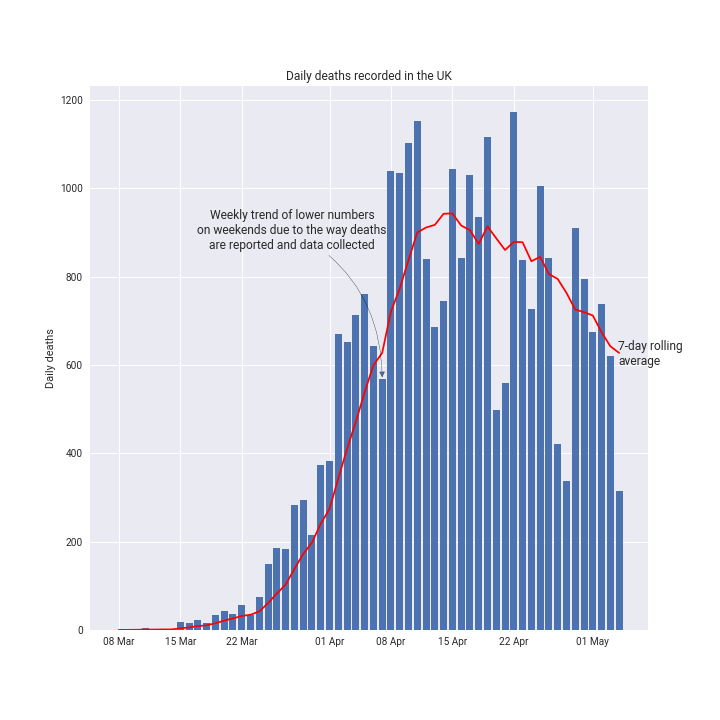 Daily deaths recorded in the UK
1200
1000
800
600
400
200
0
Daily deaths
Weekly trend of lower numbers
on weekends due to the way deaths
are reported and data collected
7-day rolling
average
08 Mar
15 Mar
22 Mar
01 Apr
08 Apr
15 Apr
22 Apr
01 May